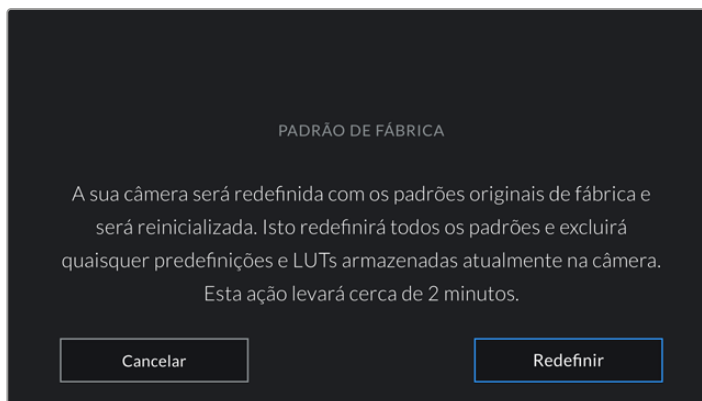 PADRÃO DE FÁBRICA
A sua câmera será redefinida com os padrões originais de fábrica e
será reinicializada. Isto redefinirá todos os padrões e excluirá
quaisquer predefinições e LUTs armazenadas atualmente na câmera.
Esta ação levará cerca de 2 minutos.
Cancelar
Redefinir